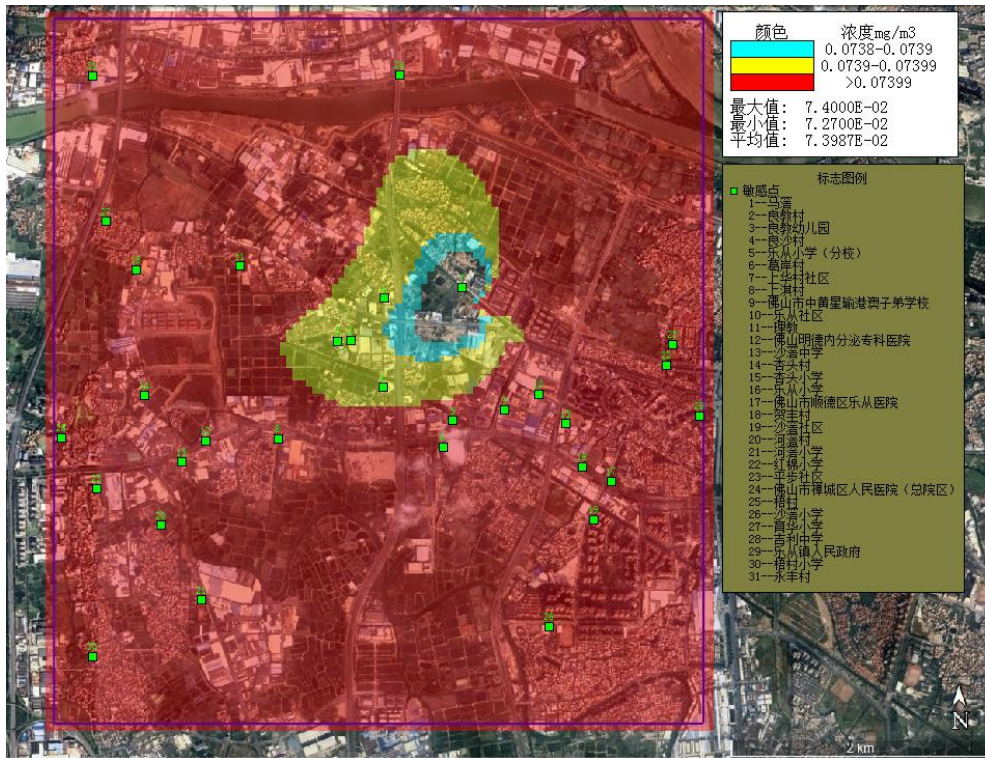 颜色 浓度mg/m3
0.0738-0.0739
0.0739-0.07399
>0.07399
最大值: 7.4000E-02
最小值: 7.2700E-02
平均值: 7.3987E-02
标志图例
敏感点
1--马滘
2--良教村
3--良教幼儿园
4--良沙村
5--乐从小学（分校）
6--葛岸村
7--上华村社区
8--上淇村
9--佛山市中黄星瑜港澳子弟学校
10--乐从社区
11--理教
12--佛山明德内分泌专科医院
13--沙滘中学
14--杏头村
15--杏头小学
16--乐从小学
17--佛山市顺德区乐从医院
18--贺丰村
19--沙滘社区
20--河滘村
21--河滘小学
22--红棉小学
23--平步社区
24--佛山市禅城区人民医院（总院区）
25--梧村
26--沙滘小学
27--育华小学
28--吉利中学
29--乐从镇人民政府
30--梧村小学
31--永丰村
N
2 km